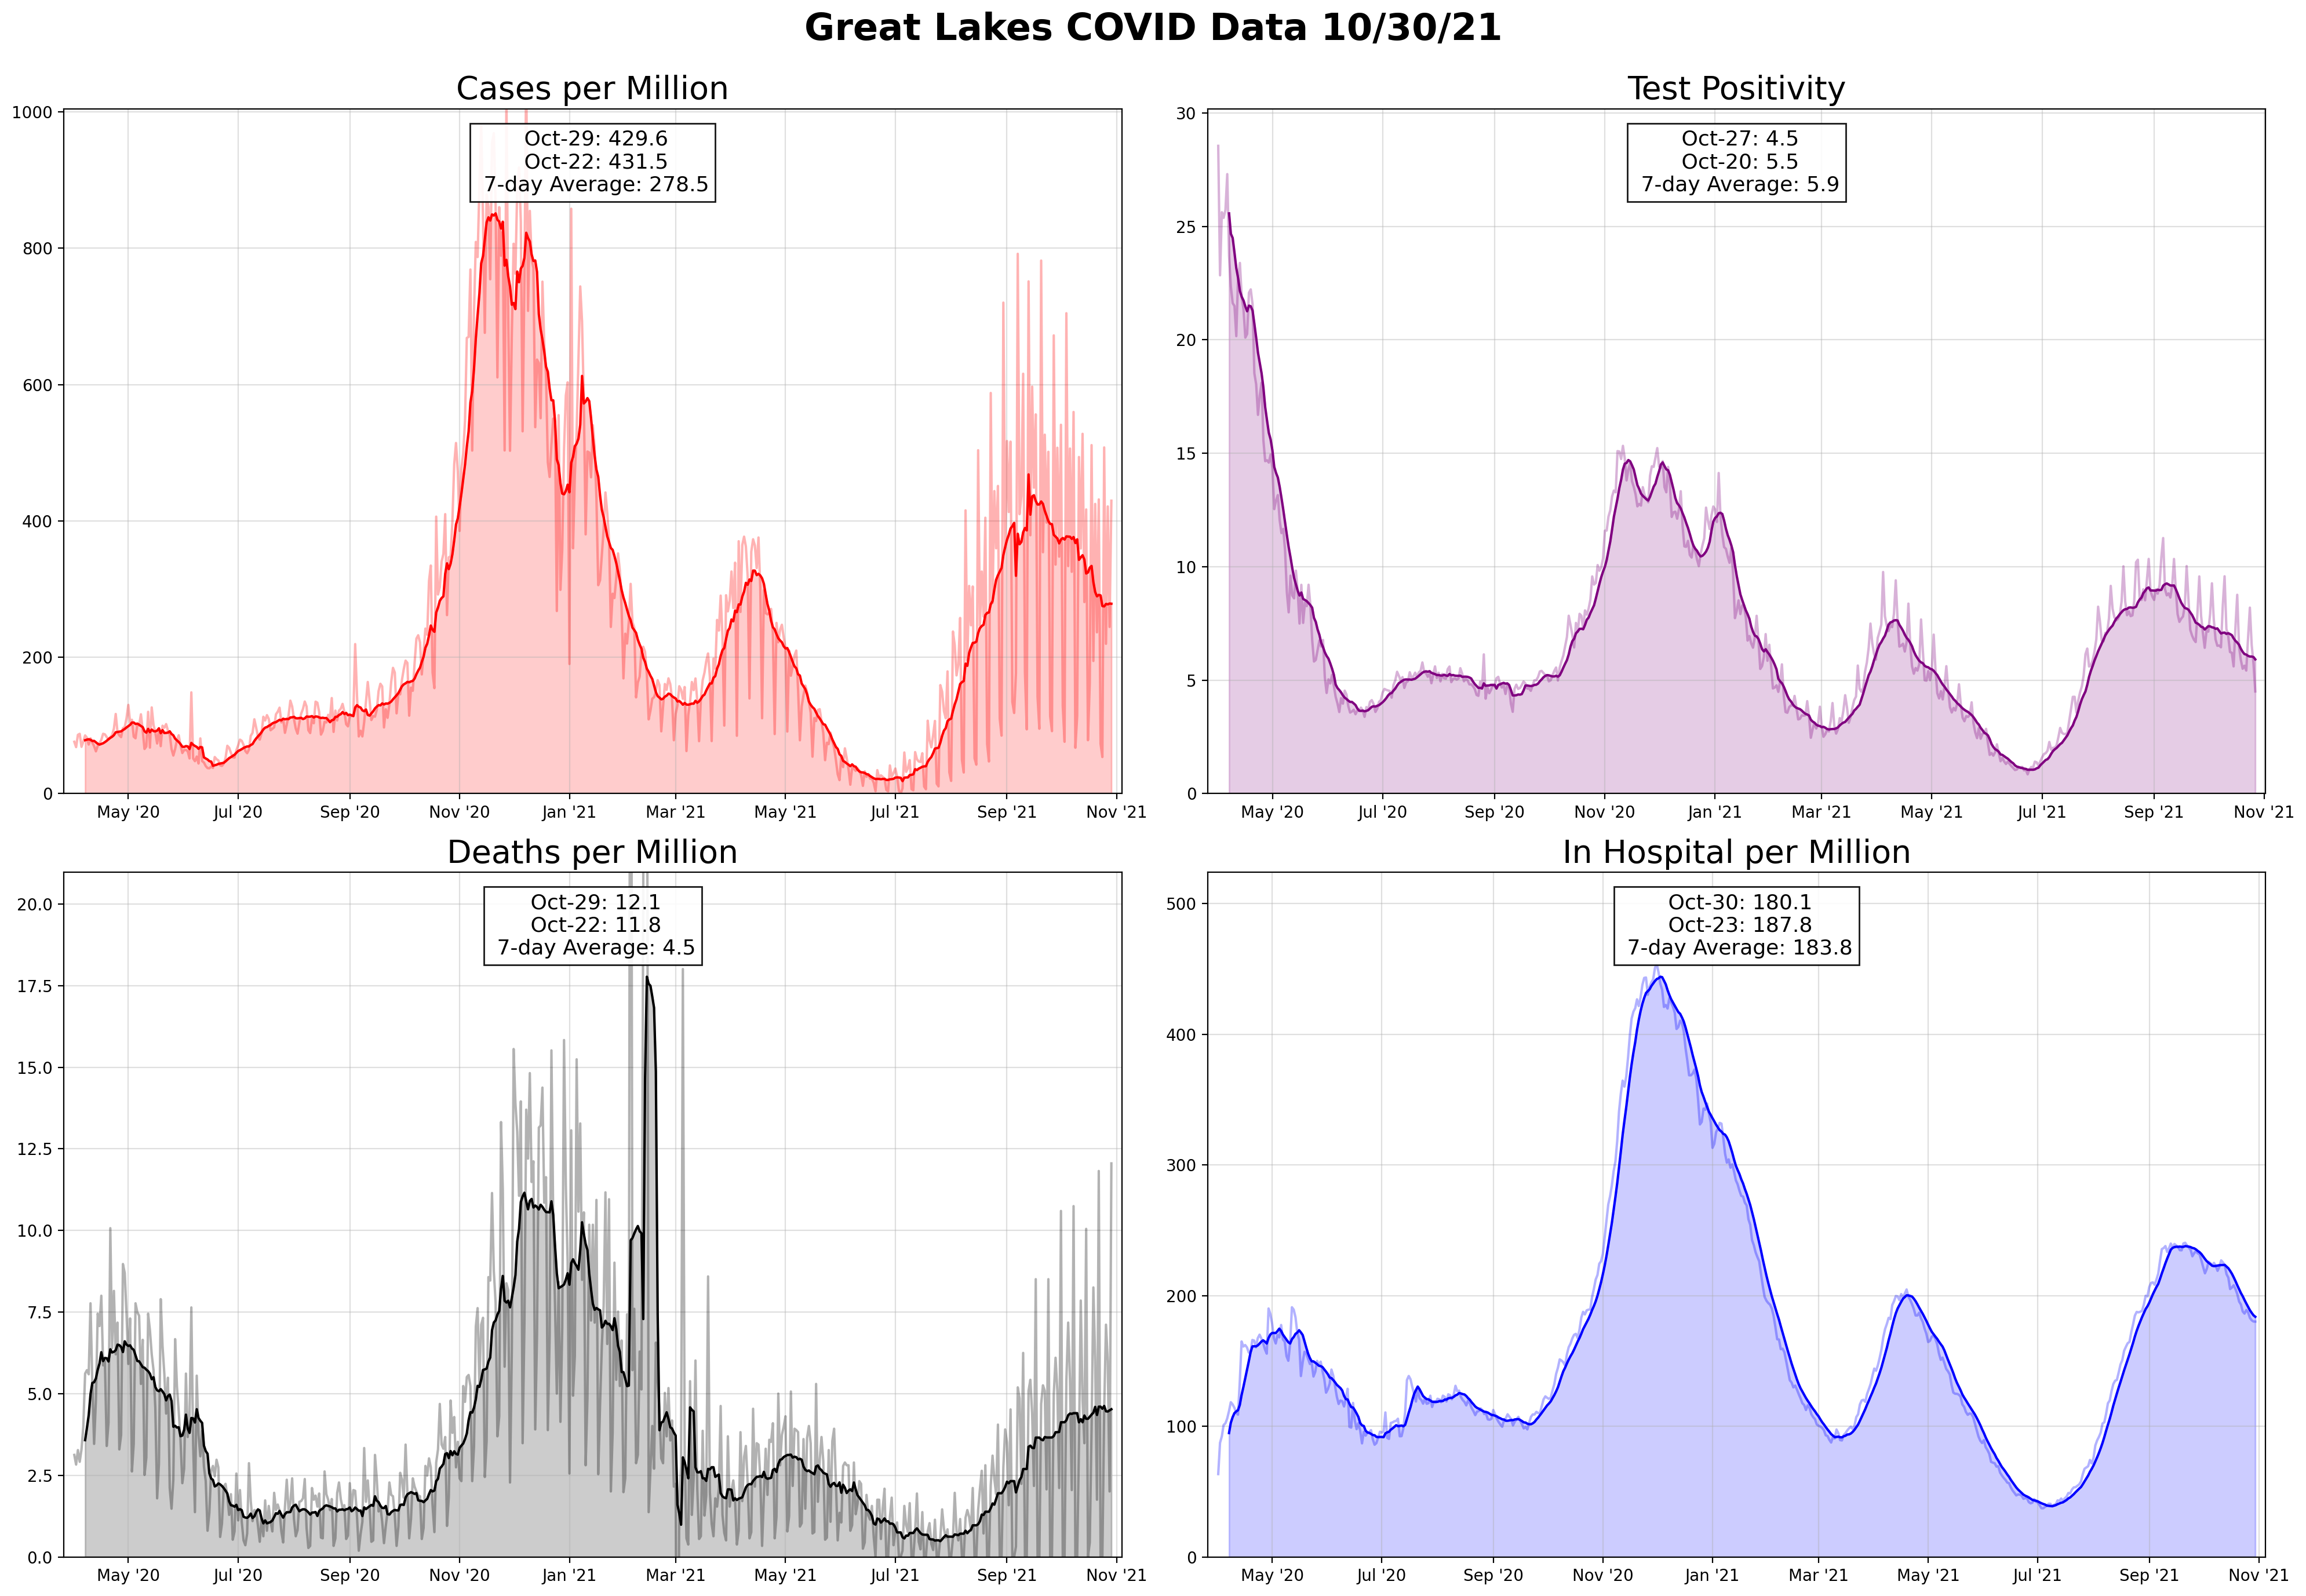 Great Lakes COVID Data 10/30/21
Cases per Million
Oct-29: 429.6
Oct-22: 431.5
7-day Average: 278.5
1000
800
600
400
200
0
May '20
Jul '20
Sep '20
Nov '20
Jan '21
Mar '21
May '21
Jul '21
Sep '21
Nov '21
Test Positivity
Oct-27: 4.5
Oct-20: 5.5
7-day Average: 5.9
30
25
20
15
10
5
0
May '20
Jul '20
Sep '20
Nov '20
Jan '21
Mar '21
May '21
Jul '21
Sep '21
Nov '21
Deaths per Million
Oct-29: 12.1
Oct-22: 11.8
7-day Average: 4.5
20.0
17.5
15.0
12.5
10.0
7.5
5.0
2.5
0.0
May '20
Jul '20
Sep '20
Nov '20
Jan '21
Mar '21
May '21
Jul '21
Sep '21
Nov '21
In Hospital per Million
Oct-30: 180.1
Oct-23: 187.8
7-day Average: 183.8
500
400
300
200
100
0
May '20
Jul '20
Sep '20
Nov '20
Jan '21
Mar '21
May '21
Jul '21
Sep '21
Nov '21